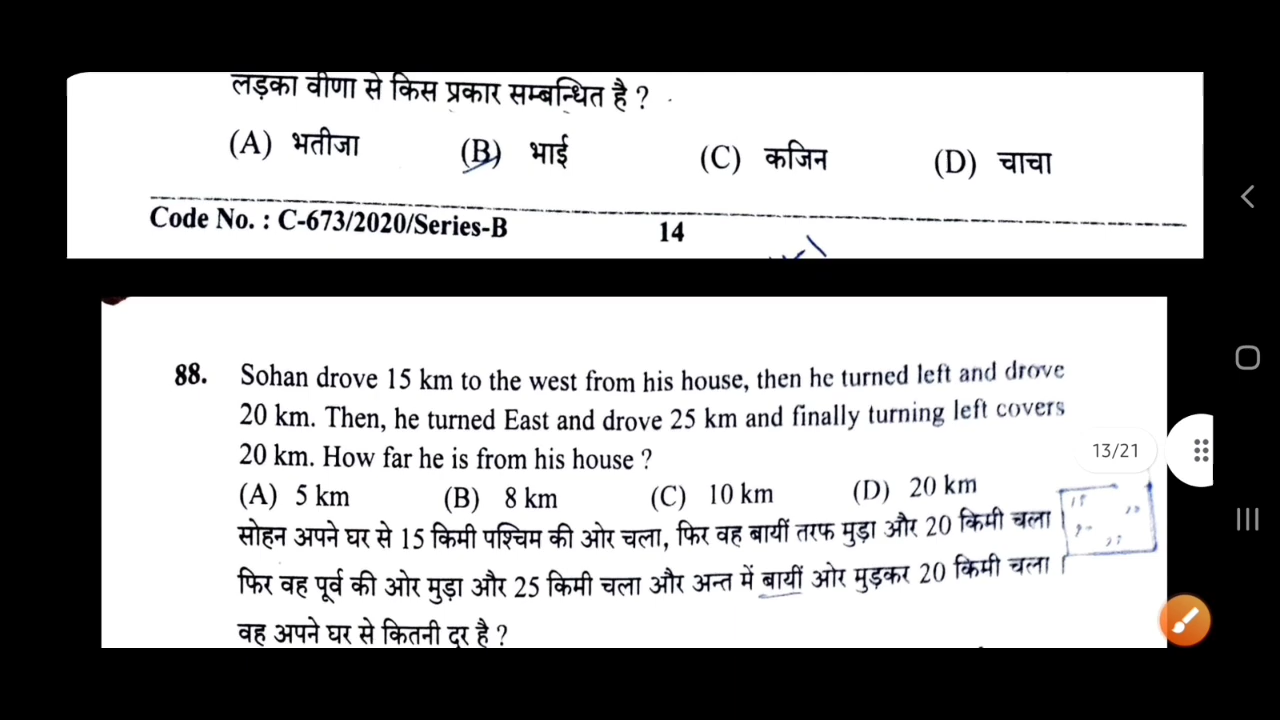 लड़का वीणा से किस प्रकार सम्बन्धित है ?
(A) भतीजा (B) भाई (C) कजिन (D) चाचा
Code No. : C-673/2020/Series-B 14
88. Sohan drove 15 km to the west from his house, then he turned left and drove
20 km. Then, he turned East and drove 25 km and finally turning left covers
20 km. How far he is from his house ?
13/21
(A) 5 km (B) 8 km (C) 10 km (D) 20 km
सोहन अपने घर से 15 किमी पश्चिम की ओर चला, फिर वह बायीं तरफ मुड़ा और 20 किमी चला
फिर वह पूर्व की ओर मुड़ा और 25 किमी चला और अन्त में बायीं ओर मुड़कर 20 किमी चला ।
वह अपने घर से कितनी दूर है ?